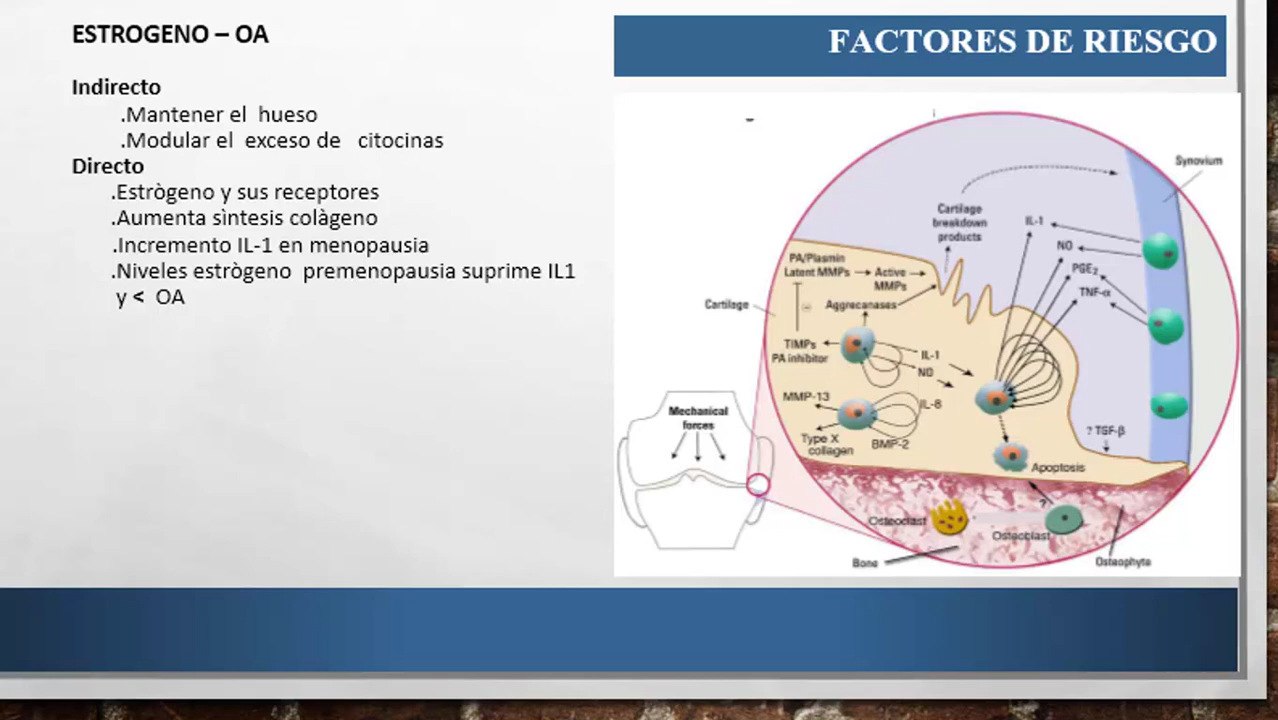 ESTROGENO – OA
FACTORES DE RIESGO
Indirecto
.Mantener el hueso
.Modular el exceso de citocinas
Directo
.Estrògeno y sus receptores
.Aumenta sìntesis colàgeno
.Incremento IL-1 en menopausia
.Niveles estrògeno premenopausia suprime IL1
y < OA
Synovium
Cartilage
breakdown
products
IL-1
NO
PGE₂
TNF-α
PA/Plasmin
Latent MMPs
Active
MMPs
Aggrecanases
Cartilage
TIMPs
PA inhibitor
IL-1
NO
MMP-13
IL-8
Type X
collagen
BMP-2
? TGF-β
Apoptosis
Mechanical
forces
?
Osteoclast
Osteoblast
Bone
Osteophyte